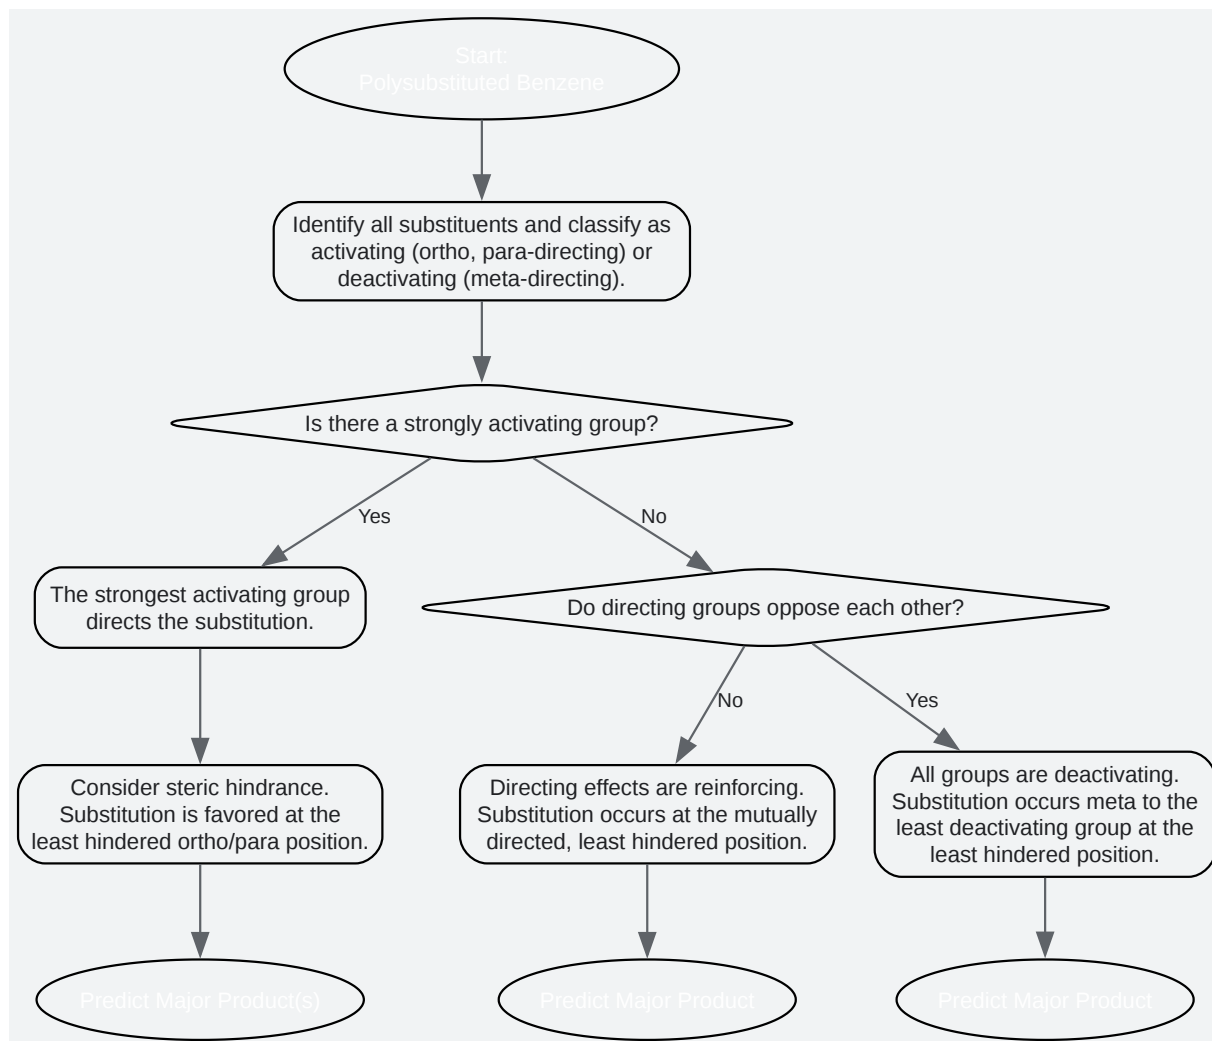 Start:
Polysubstituted Benzene
Identify all substituents and classify as
activating (ortho, para-directing) or
deactivating (meta-directing).
Is there a strongly activating group?
Yes
No
The strongest activating group
directs the substitution.
Do directing groups oppose each other?
No
Yes
Consider steric hindrance.
Substitution is favored at the
least hindered ortho/para position.
Directing effects are reinforcing.
Substitution occurs at the mutually
directed, least hindered position.
All groups are deactivating.
Substitution occurs meta to the
least deactivating group at the
least hindered position.
Predict Major Product(s)
Predict Major Product
Predict Major Product